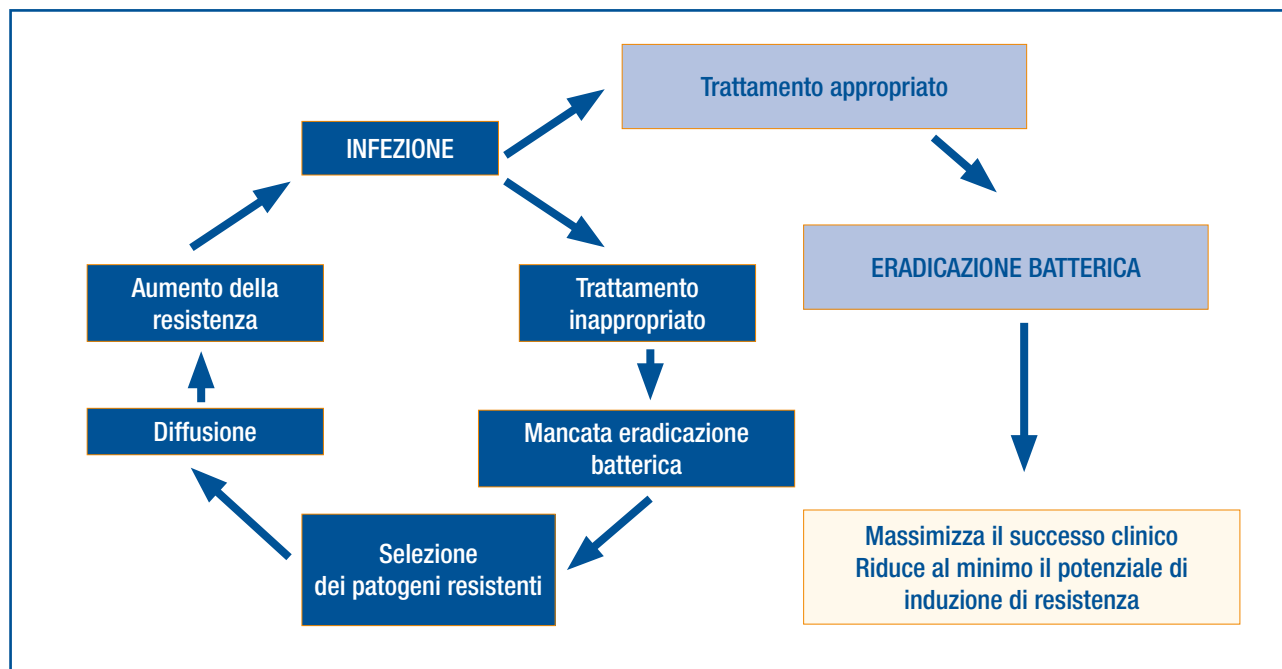 Trattamento appropriato
INFEZIONE
ERADICAZIONE BATTERICA
Aumento della
resistenza
Trattamento
inappropriato
Diffusione
Mancata eradicazione
batterica
Selezione
dei patogeni resistenti
Massimizza il successo clinico
Riduce al minimo il potenziale di
induzione di resistenza